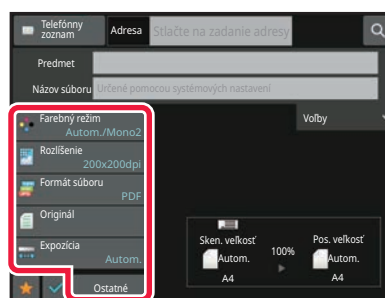 Telefónny
zoznam
Adresa
Stlačte na zadanie adresy
Predmet
Názov súboru
Určené pomocou systémových nastavení
Farebný režim
Autom./Mono2
Voľby
Rozlíšenie
200x200dpi
Formát súboru
PDF
Originál
Expozícia
Autom.
Sken. veľkosť
Autom.
A4
100%
Poz. veľkosť
Autom.
A4
Ostatné